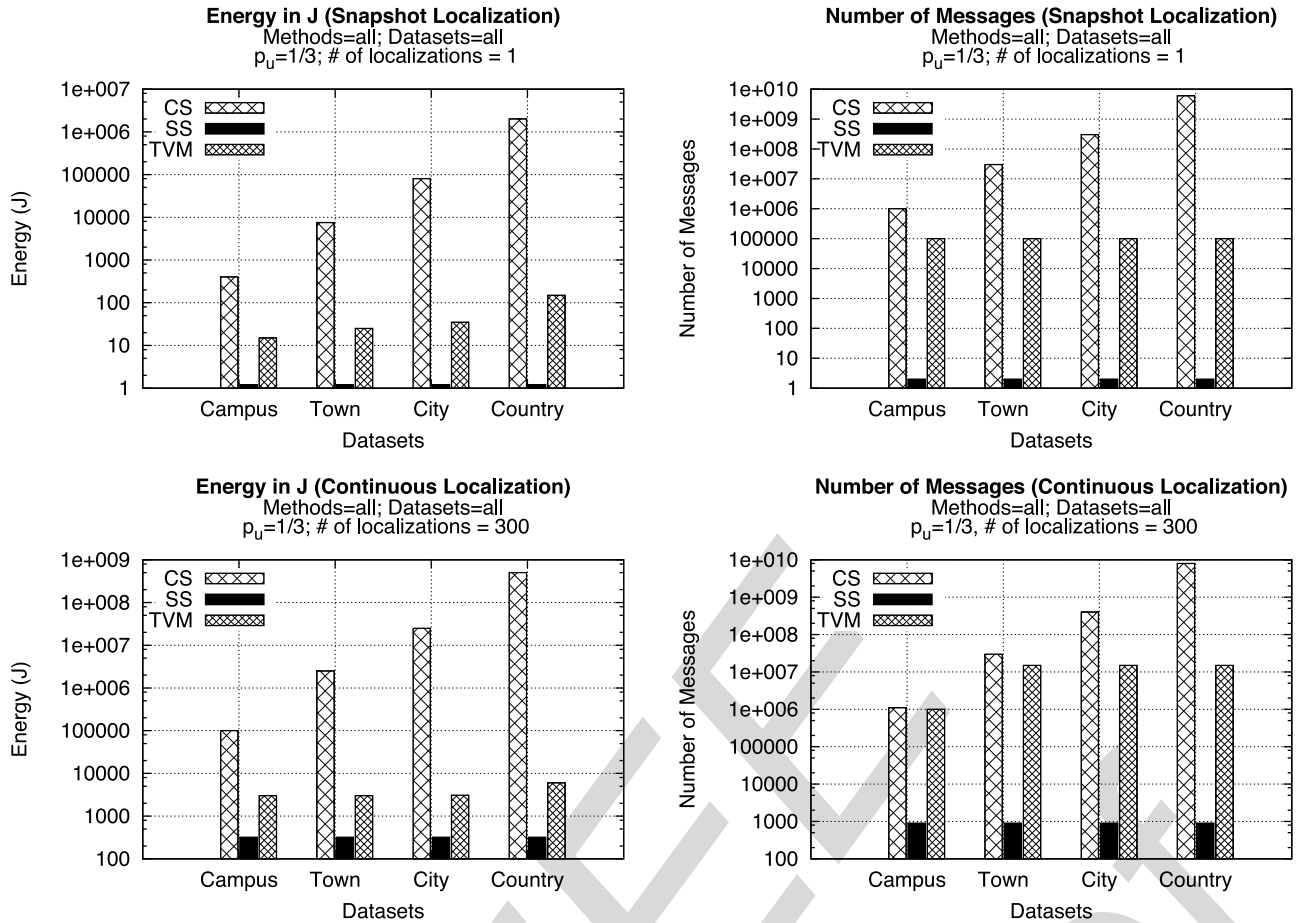 Energy in J (Snapshot Localization)
Methods=all; Datasets=all
pu=1/3; # of localizations = 1
1e+007
1e+006
100000
10000
1000
100
10
1
Energy (J)
CS
SS
TVM
Campus Town City Country
Datasets
Number of Messages (Snapshot Localization)
Methods=all; Datasets=all
pu=1/3; # of localizations = 1
1e+010
1e+009
1e+008
1e+007
1e+006
100000
10000
1000
100
10
1
Number of Messages
CS
SS
TVM
Campus Town City Country
Datasets
Energy in J (Continuous Localization)
Methods=all; Datasets=all
pu=1/3; # of localizations = 300
1e+009
1e+008
1e+007
1e+006
100000
10000
1000
100
Energy (J)
CS
SS
TVM
Campus Town City Country
Datasets
Number of Messages (Continuous Localization)
Methods=all; Datasets=all
pu=1/3, # of localizations = 300
1e+010
1e+009
1e+008
1e+007
1e+006
100000
10000
1000
100
Number of Messages
CS
SS
TVM
Campus Town City Country
Datasets